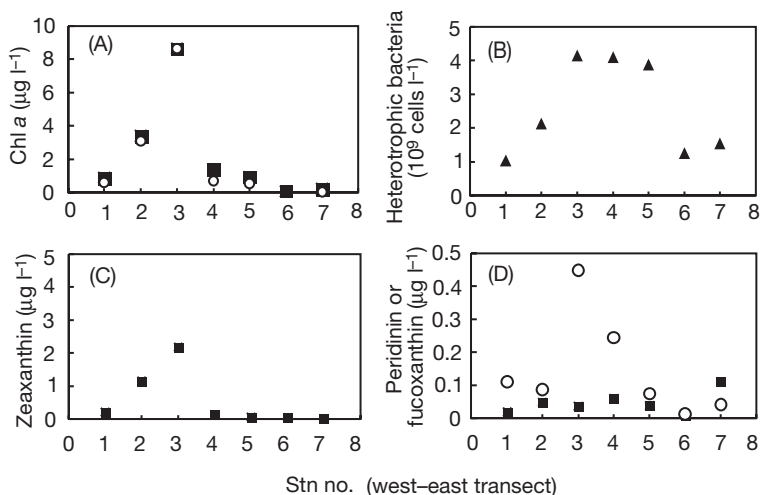 (A)
Chl a (µg l–1)
10
8
6
4
2
0
0 1 2 3 4 5 6 7 8
(B)
Heterotrophic bacteria
(10⁹ cells l–1)
5
4
3
2
1
0
0 1 2 3 4 5 6 7 8
(C)
Zeaxanthin (µg l–1)
5
4
3
2
1
0
0 1 2 3 4 5 6 7 8
(D)
Peridinin or
fucoxanthin (µg l–1)
0.5
0.4
0.3
0.2
0.1
0
0 1 2 3 4 5 6 7 8
Stn no. (west–east transect)